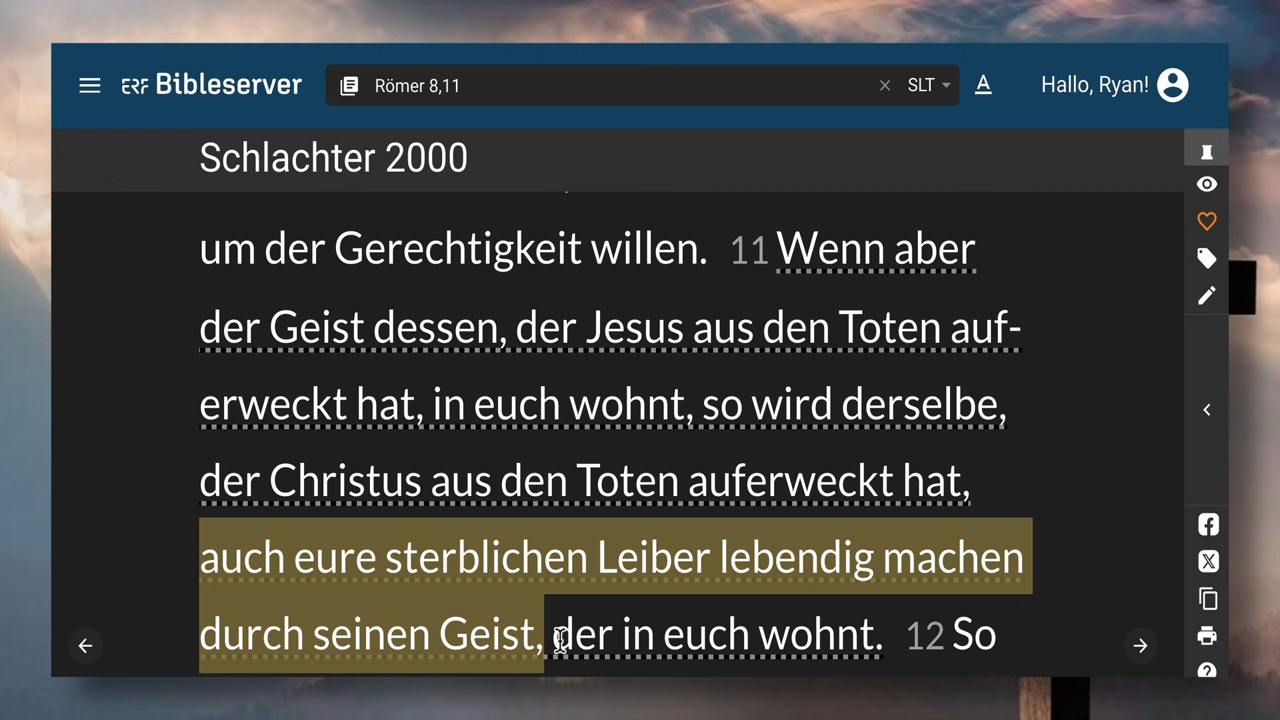 ERF Bibleserver
Römer 8,11
SLT
A
Hallo, Ryan!
Schlachter 2000
um der Gerechtigkeit willen. 11 Wenn aber
der Geist dessen, der Jesus aus den Toten auf-
erweckt hat, in euch wohnt, so wird derselbe,
der Christus aus den Toten auferweckt hat,
auch eure sterblichen Leiber lebendig machen
durch seinen Geist, der in euch wohnt. 12 So